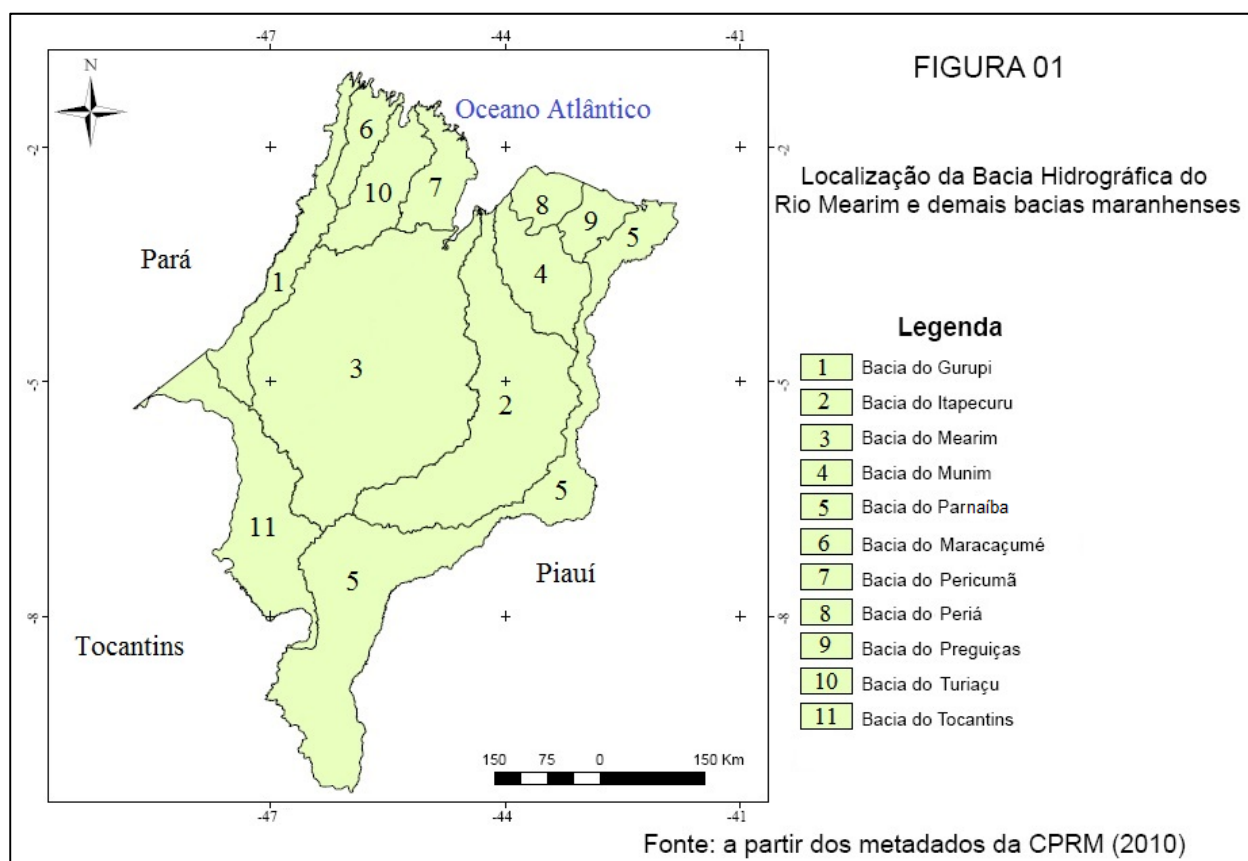 FIGURA 01
Localização da Bacia Hidrográfica do
Rio Mearim e demais bacias maranhenses
-47
-44
-41
N
Oceano Atlântico
6
-2
-2
10
7
8
9
5
Pará
4
1
3
-5
-5
2
5
11
5
Piauí
-8
-8
Tocantins
150 75 0 150 Km
-47
-44
-41
Legenda
1 Bacia do Gurupi
2 Bacia do Itapecuru
3 Bacia do Mearim
4 Bacia do Munim
5 Bacia do Parnaíba
6 Bacia do Maracaçumé
7 Bacia do Pericumã
8 Bacia do Periá
9 Bacia do Preguiças
10 Bacia do Turiaçu
11 Bacia do Tocantins
Fonte: a partir dos metadados da CPRM (2010)